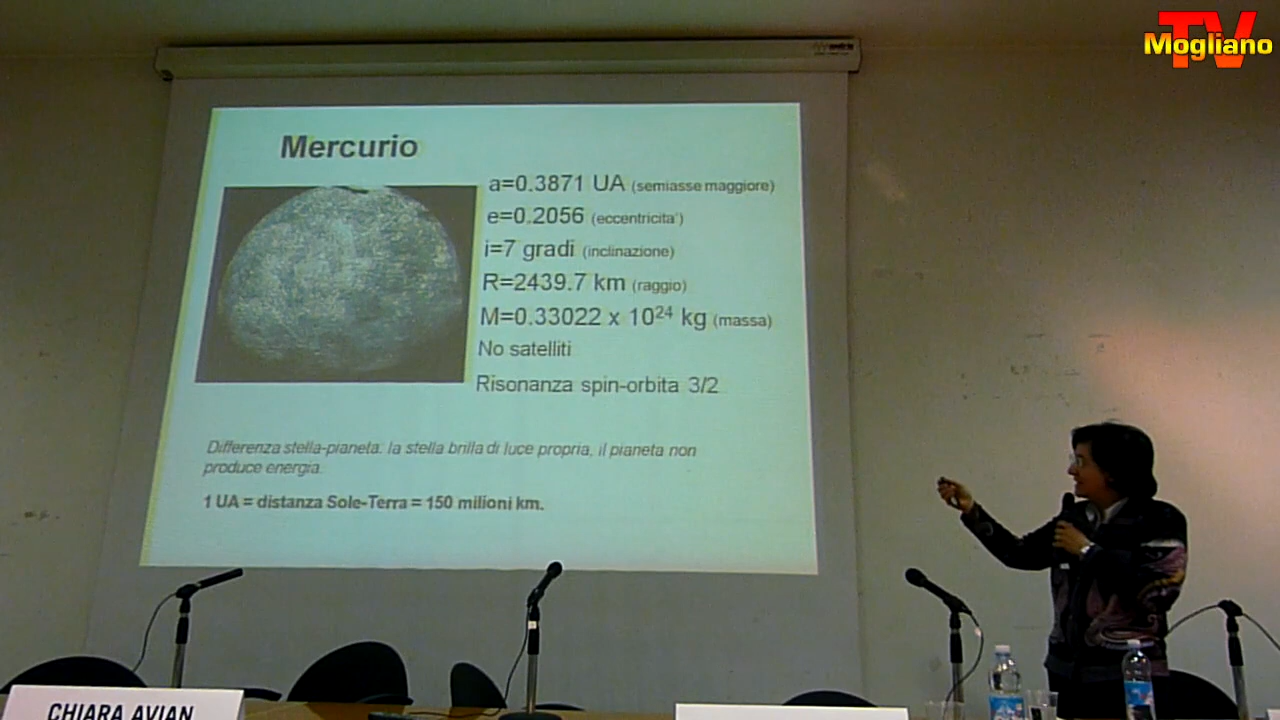 TV
Mogliano
Mercurio
a=0.3871 UA (semiasse maggiore)
e=0.2056 (eccentricita')
i=7 gradi (inclinazione)
R=2439.7 km (raggio)
M=0.33022 x 10²⁴ kg (massa)
No satelliti
Risonanza spin-orbita 3/2
Differenza stella-pianeta: la stella brilla di luce propria, il pianeta non
produce energia.
1 UA = distanza Sole-Terra = 150 milioni km.
CHIARA AVIAN